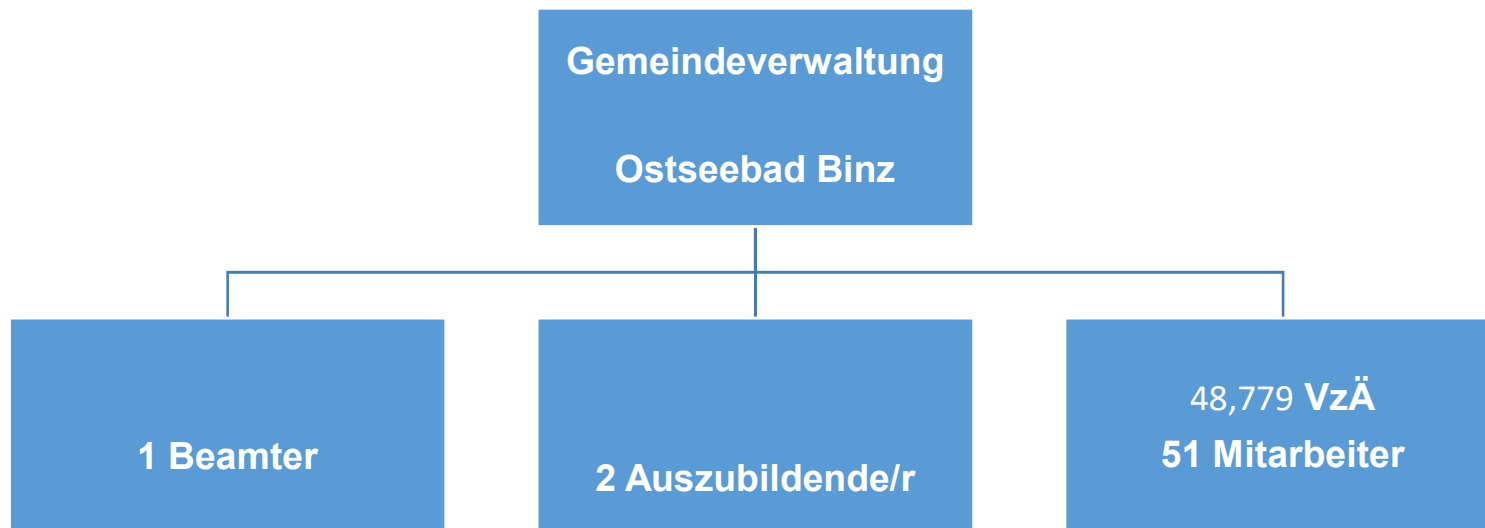 Gemeindeverwaltung
Ostseebad Binz
1 Beamter
2 Auszubildende/r
48,779 VzÄ
51 Mitarbeiter